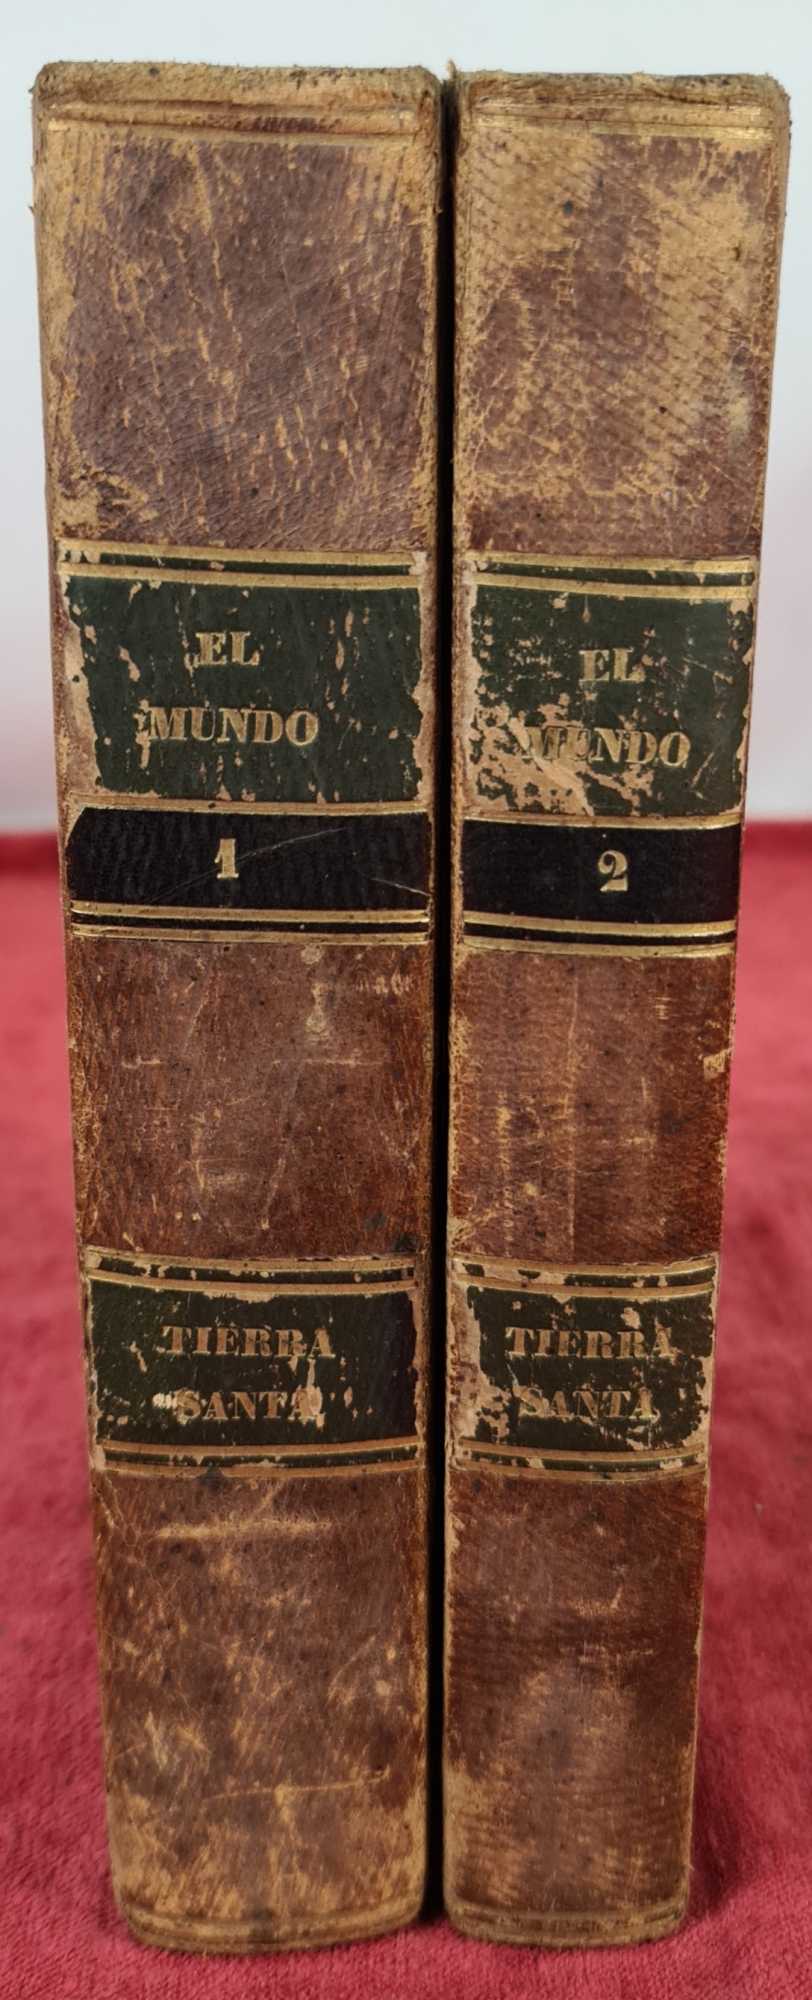 EL
MUNDO
1
TIERRA
SANTA
EL
MUNDO
2
TIERRA
SANTA